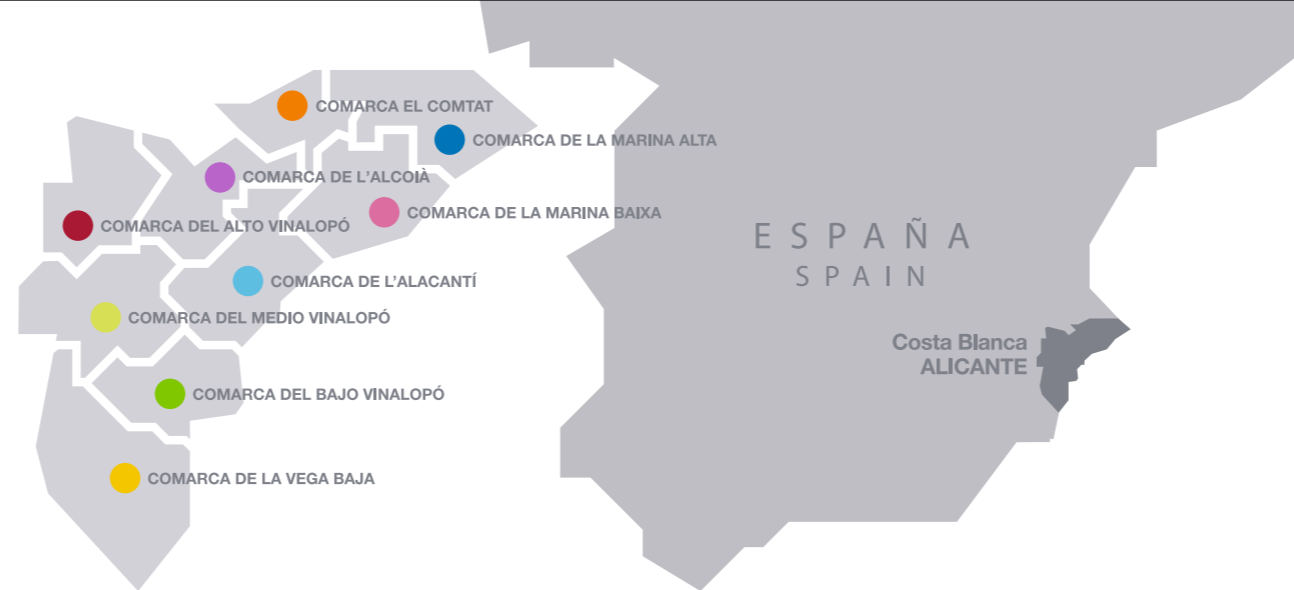 COMARCA EL COMTAT
COMARCA DE LA MARINA ALTA
COMARCA DE L'ALCOIÀ
COMARCA DE LA MARINA BAIXA
COMARCA DEL ALTO VINALOPÓ
COMARCA DE L'ALACANTÍ
COMARCA DEL MEDIO VINALOPÓ
COMARCA DEL BAJO VINALOPÓ
COMARCA DE LA VEGA BAJA
ESPAÑA
SPAIN
Costa Blanca
ALICANTE